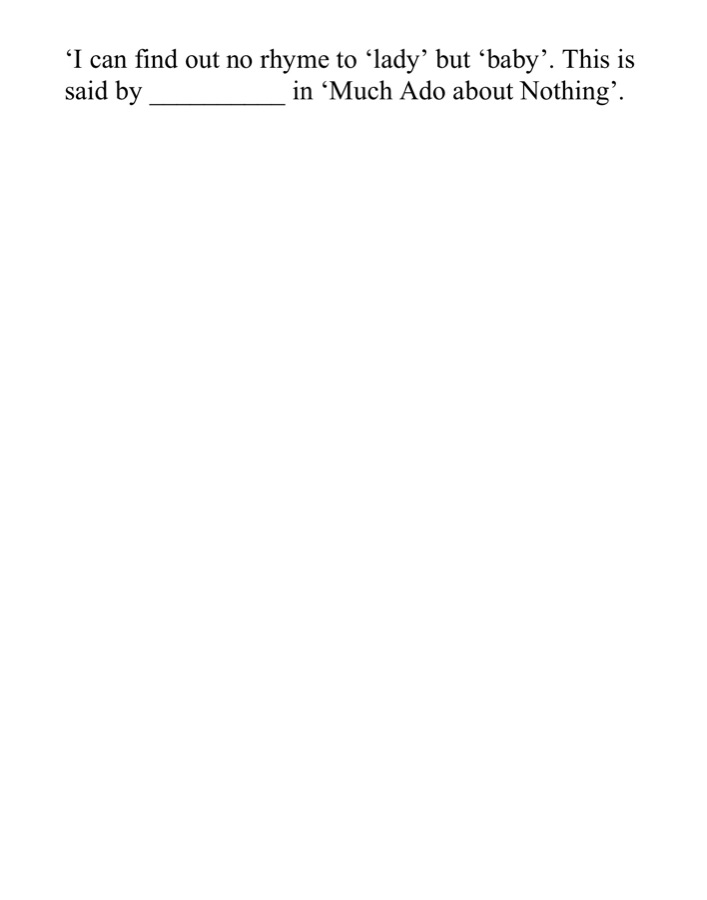 ‘I can find out no rhyme to ‘lady’ but ‘baby’. This is
said by __________ in ‘Much Ado about Nothing’.